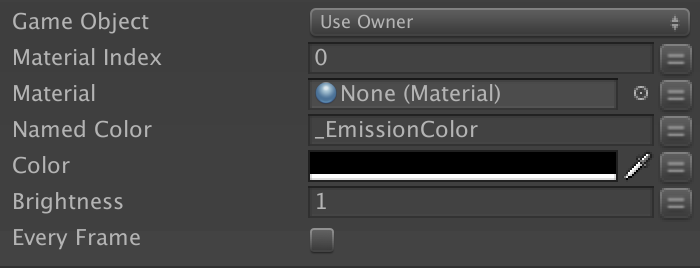 Game Object Use Owner
Material Index 0
Material None (Material)
Named Color _EmissionColor
Color
Brightness 1
Every Frame